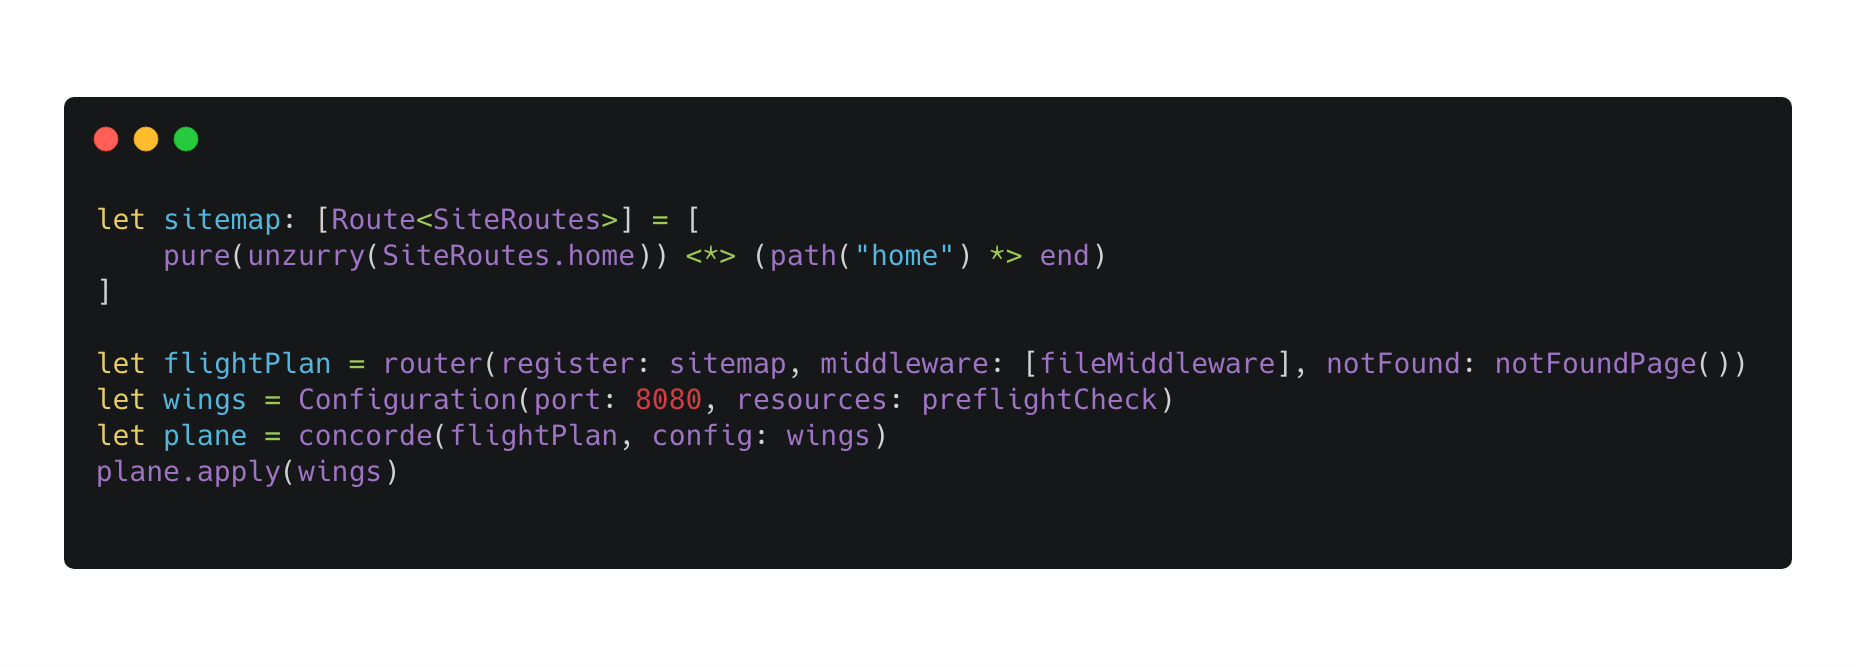 let sitemap: [Route<SiteRoutes>] = [
    pure(unzurry(SiteRoutes.home)) <*> (path("home") *> end)
]
let flightPlan = router(register: sitemap, middleware: [fileMiddleware], notFound: notFoundPage())
let wings = Configuration(port: 8080, resources: preflightCheck)
let plane = concorde(flightPlan, config: wings)
plane.apply(wings)